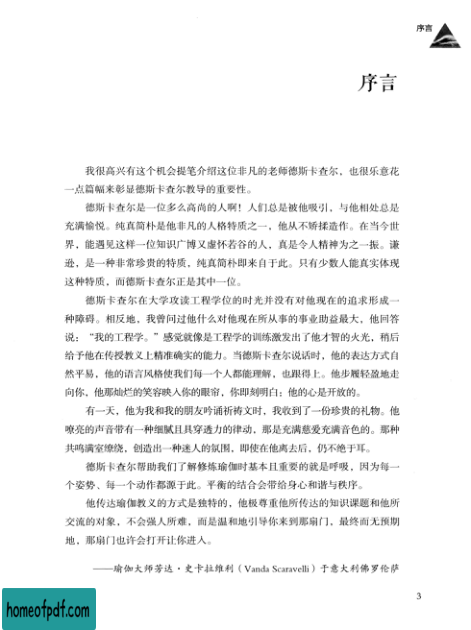 序言
序言
我很高兴有这个机会提笔介绍这位非凡的老师德斯卡查尔，也很乐意花
一点篇幅来彰显德斯卡查尔教导的重要性。
德斯卡查尔是一位多么高尚的人啊！人们总是被他吸引，与他相处总是
充满愉悦。纯真简朴是他非凡的人格特质之一，他从不矫揉造作。在当今世
界，能遇见这样一位知识广博又虚怀若谷的人，真是令人精神为之一振。谦
逊，是一种非常珍贵的特质，纯真简朴即来自于此。只有少数人能真实体现
这种特质，而德斯卡查尔正是其中一位。
德斯卡查尔在大学攻读工程学位的时光并没有对他现在的追求形成一
种障碍。相反地，我曾问过他什么对他现在所从事的事业助益最大，他回答
说：“我的工程学。”感觉就像是工程学的训练激发出了他才智的火光，稍后
给予他在传授教义上精准确实的能力。当德斯卡查尔说话时，他的表达方式自
然平易，他的语言风格使我们每一个人都能理解，也跟得上。他步履轻盈地走
向你，他那灿烂的笑容映入你的眼帘，你即刻明白：他的心是开放的。
有一天，他为我和我的朋友吟诵祈祷文时，我收到了一份珍贵的礼物。他
嘹亮的声音带有一种细腻且具穿透力的律动，那是充满慈爱充满音色的。那种
共鸣满室缭绕，创造出一种迷人的氛围，即使在他离去后，仍不绝于耳。
德斯卡查尔帮助我们了解修炼瑜伽时基本且重要的就是呼吸，因为每一
个姿势、每一个动作都源于此。平衡的结合会带给身心和谐与秩序。
他传达瑜伽教义的方式是独特的，他极尊重他所传达的知识课题和他所
交流的对象，不会强人所难，而是温和地引导你来到那扇门，最终而无预期
地，那扇门也许会打开让你进入。
——瑜伽大师芳达·史卡拉维利（Vanda Scaravelli）于意大利佛罗伦萨
3
homeofpdf.com